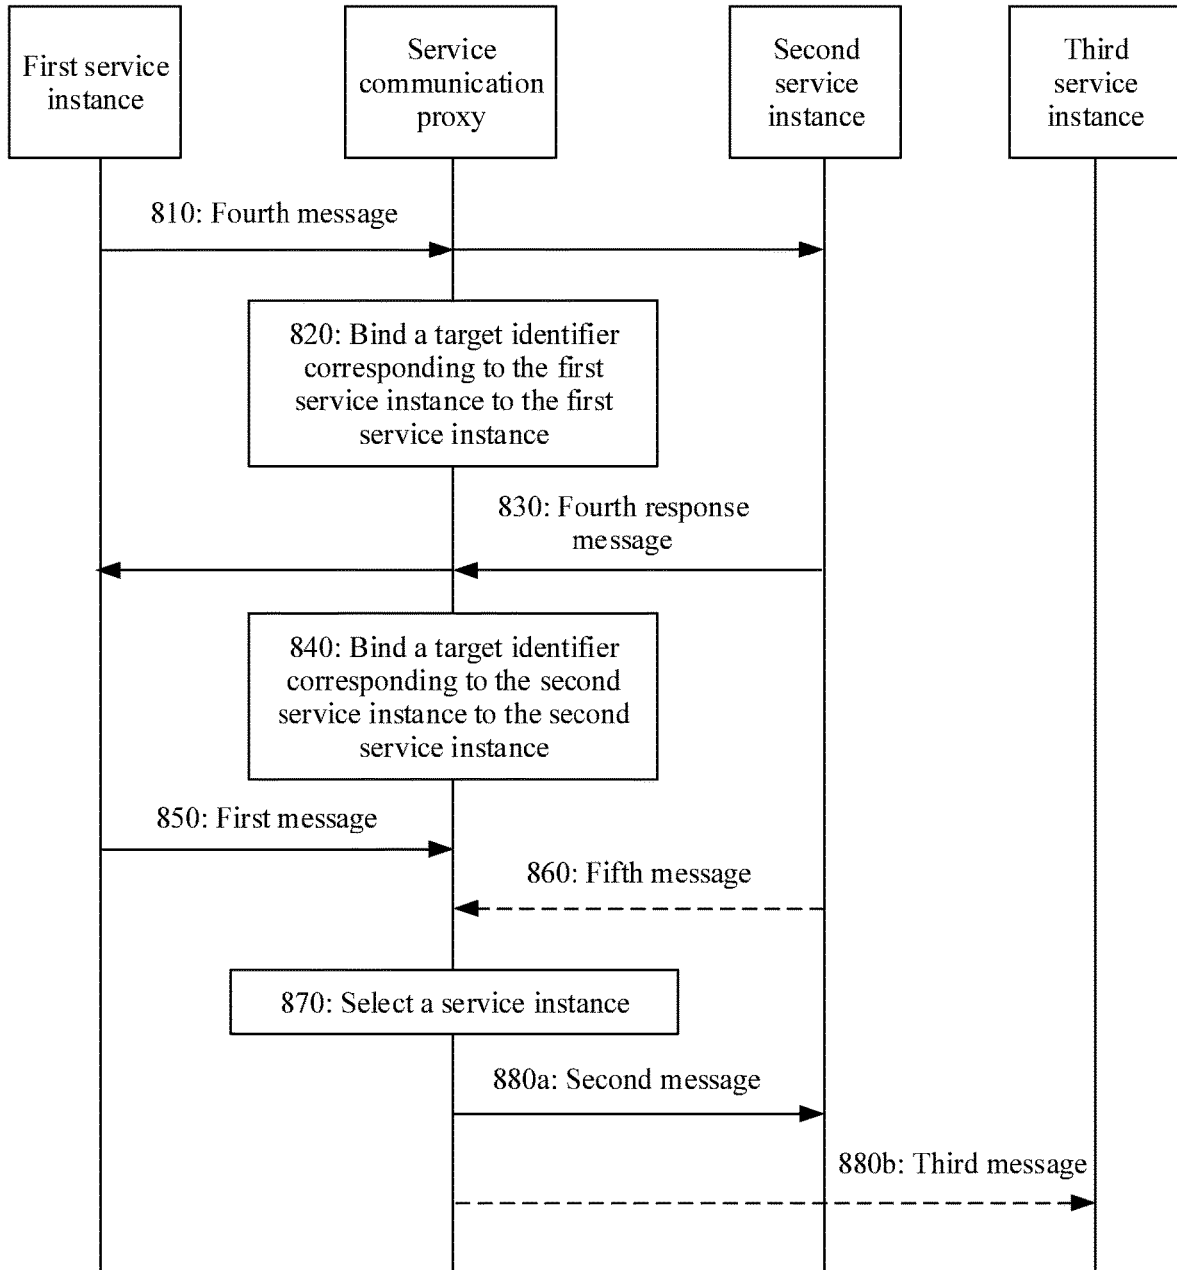 First service
instance
Service
communication
proxy
Second
service
instance
Third
service
instance
810: Fourth message
820: Bind a target identifier
corresponding to the first
service instance to the first
service instance
830: Fourth response
message
840: Bind a target identifier
corresponding to the second
service instance to the second
service instance
850: First message
860: Fifth message
870: Select a service instance
880a: Second message
880b: Third message